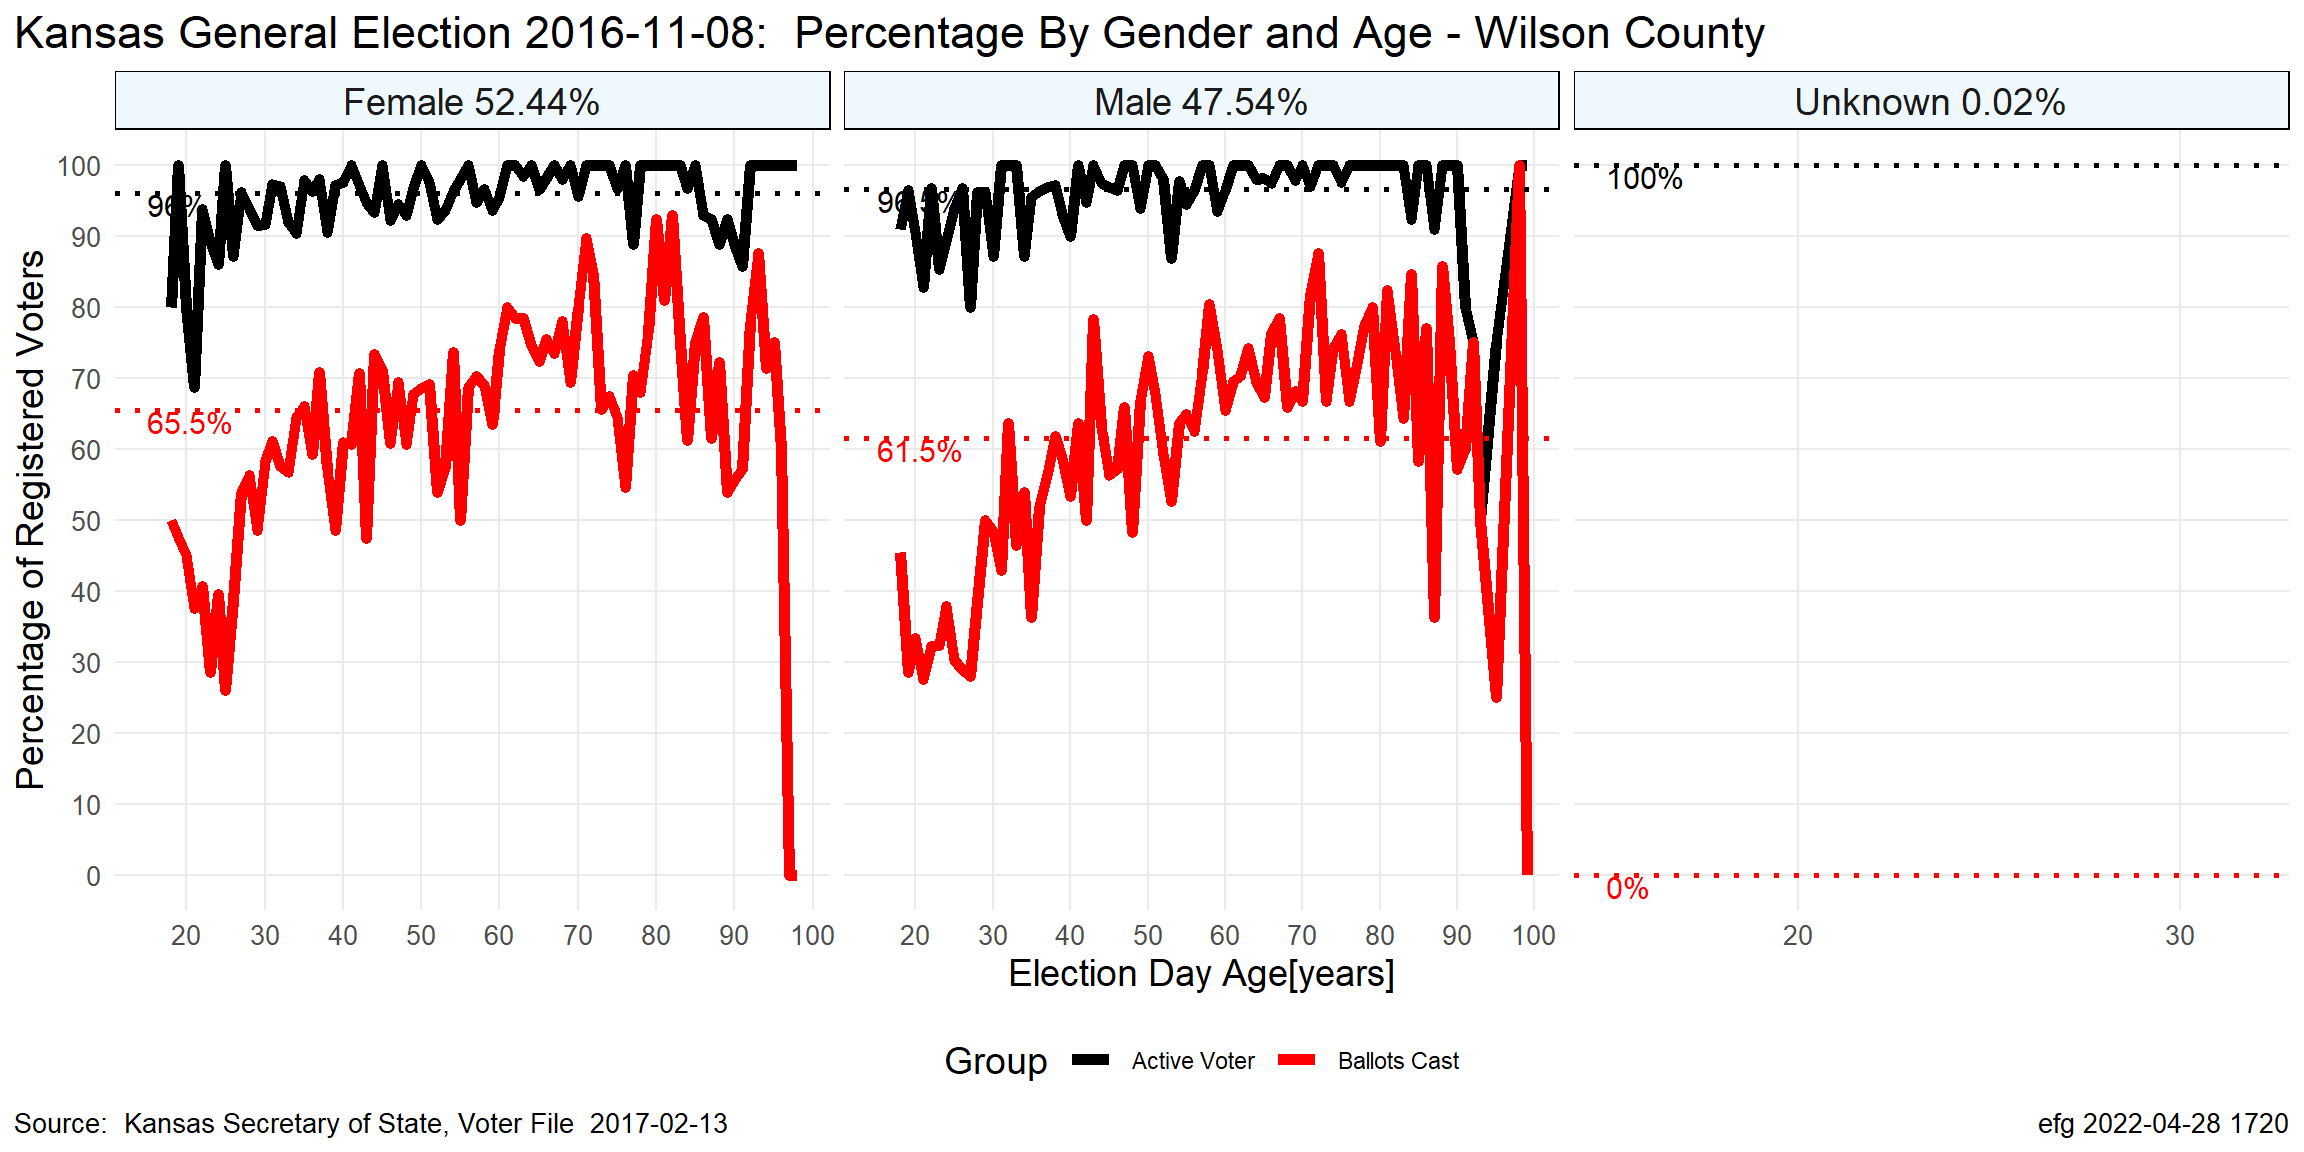 Kansas General Election 2016-11-08:  Percentage By Gender and Age - Wilson County
Female 52.44%
Male 47.54%
Unknown 0.02%
Percentage of Registered Voters
100
90
80
70
60
50
40
30
20
10
0
96%
65.5%
96.5%
61.5%
100%
0%
20 30 40 50 60 70 80 90 100
20 30 40 50 60 70 80 90 100
20 30
Election Day Age[years]
Group Active Voter Ballots Cast
Source:  Kansas Secretary of State, Voter File  2017-02-13
efg 2022-04-28 1720